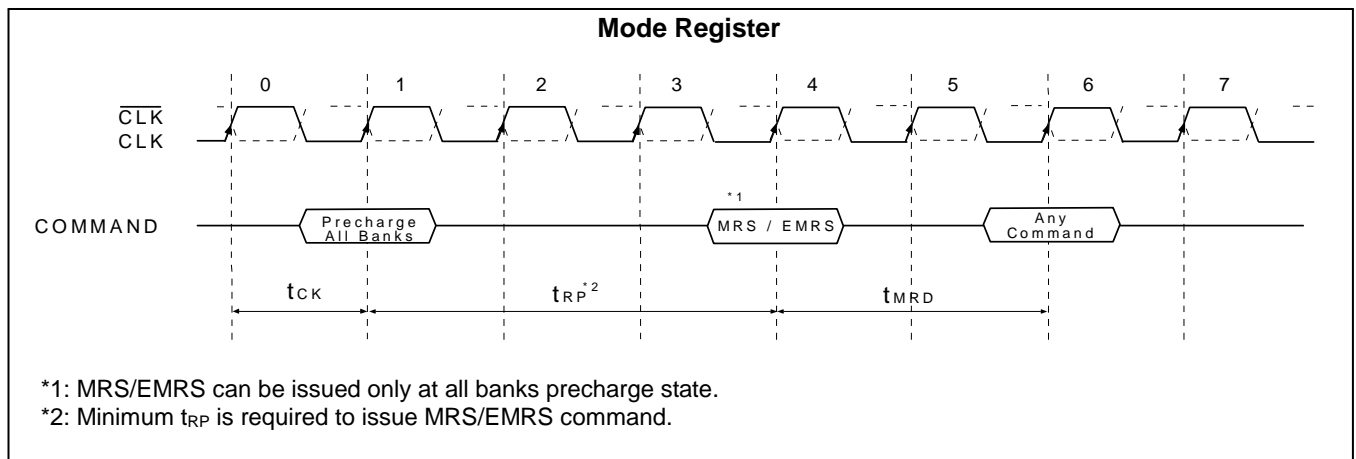 Mode Register
0 1 2 3 4 5 6 7
CLK
CLK
COMMAND
Precharge
All Banks
*1
MRS / EMRS
Any
Command
tCK
tRP*2
tMRD
*1: MRS/EMRS can be issued only at all banks precharge state.
*2: Minimum tRP is required to issue MRS/EMRS command.